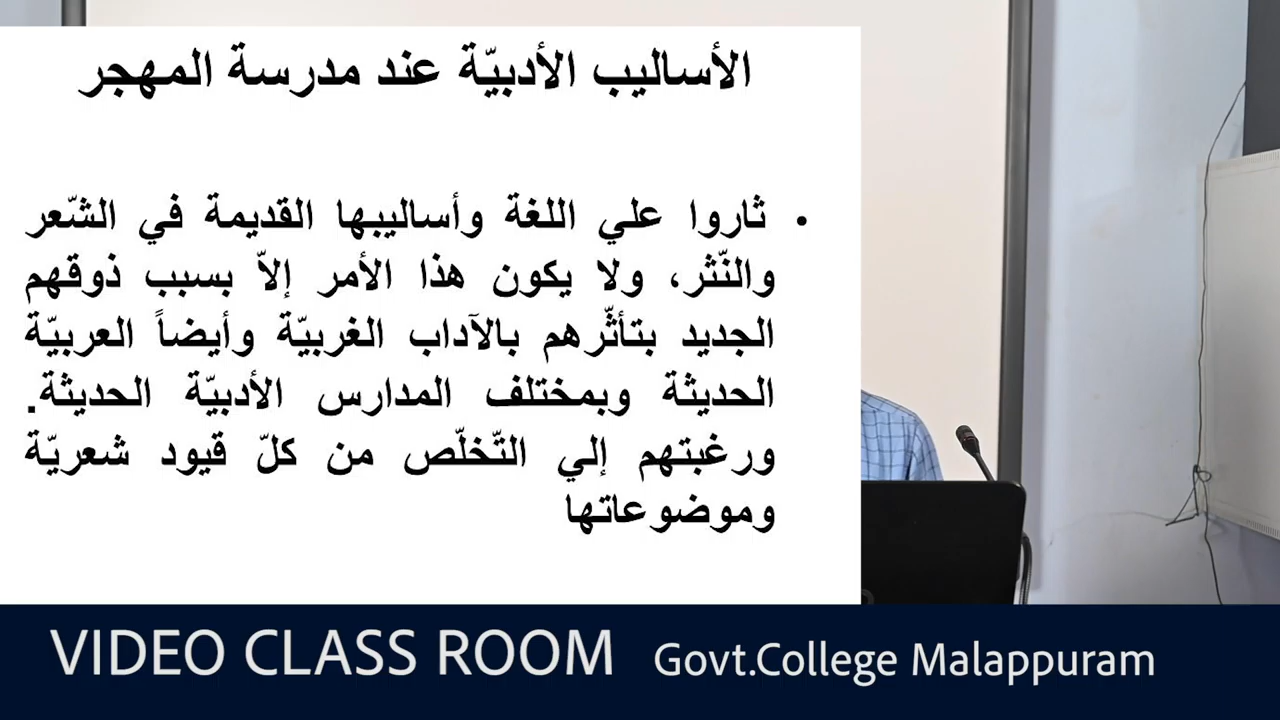 الأساليب الأدبيّة عند مدرسة المهجر
• ثاروا علي اللغة وأساليبها القديمة في الشّعر
والنّثر، ولا يكون هذا الأمر إلاّ بسبب ذوقهم
الجديد بتأثّرهم بالآداب الغربيّة وأيضاً العربيّة
الحديثة وبمختلف المدارس الأدبيّة الحديثة.
ورغبتهم إلي التّخلّص من كلّ قيود شعريّة
وموضوعاتها
VIDEO CLASS ROOM Govt.College Malappuram